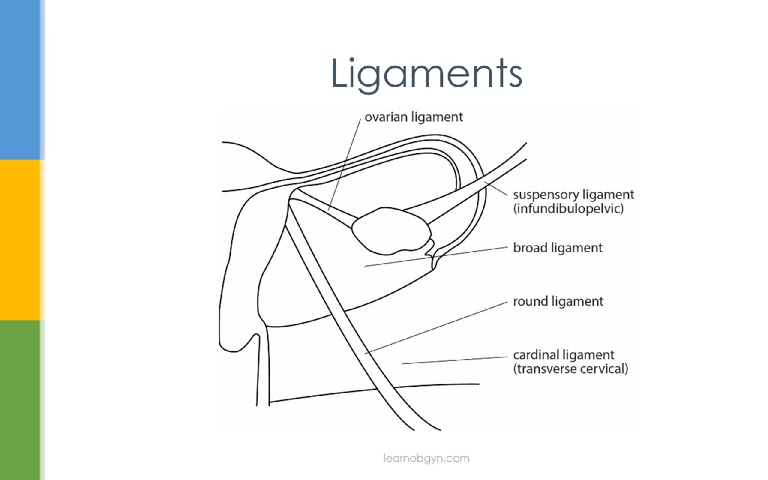 Ligaments
ovarian ligament
suspensory ligament
(infundibulopelvic)
broad ligament
round ligament
cardinal ligament
(transverse cervical)
learnobgyn.com